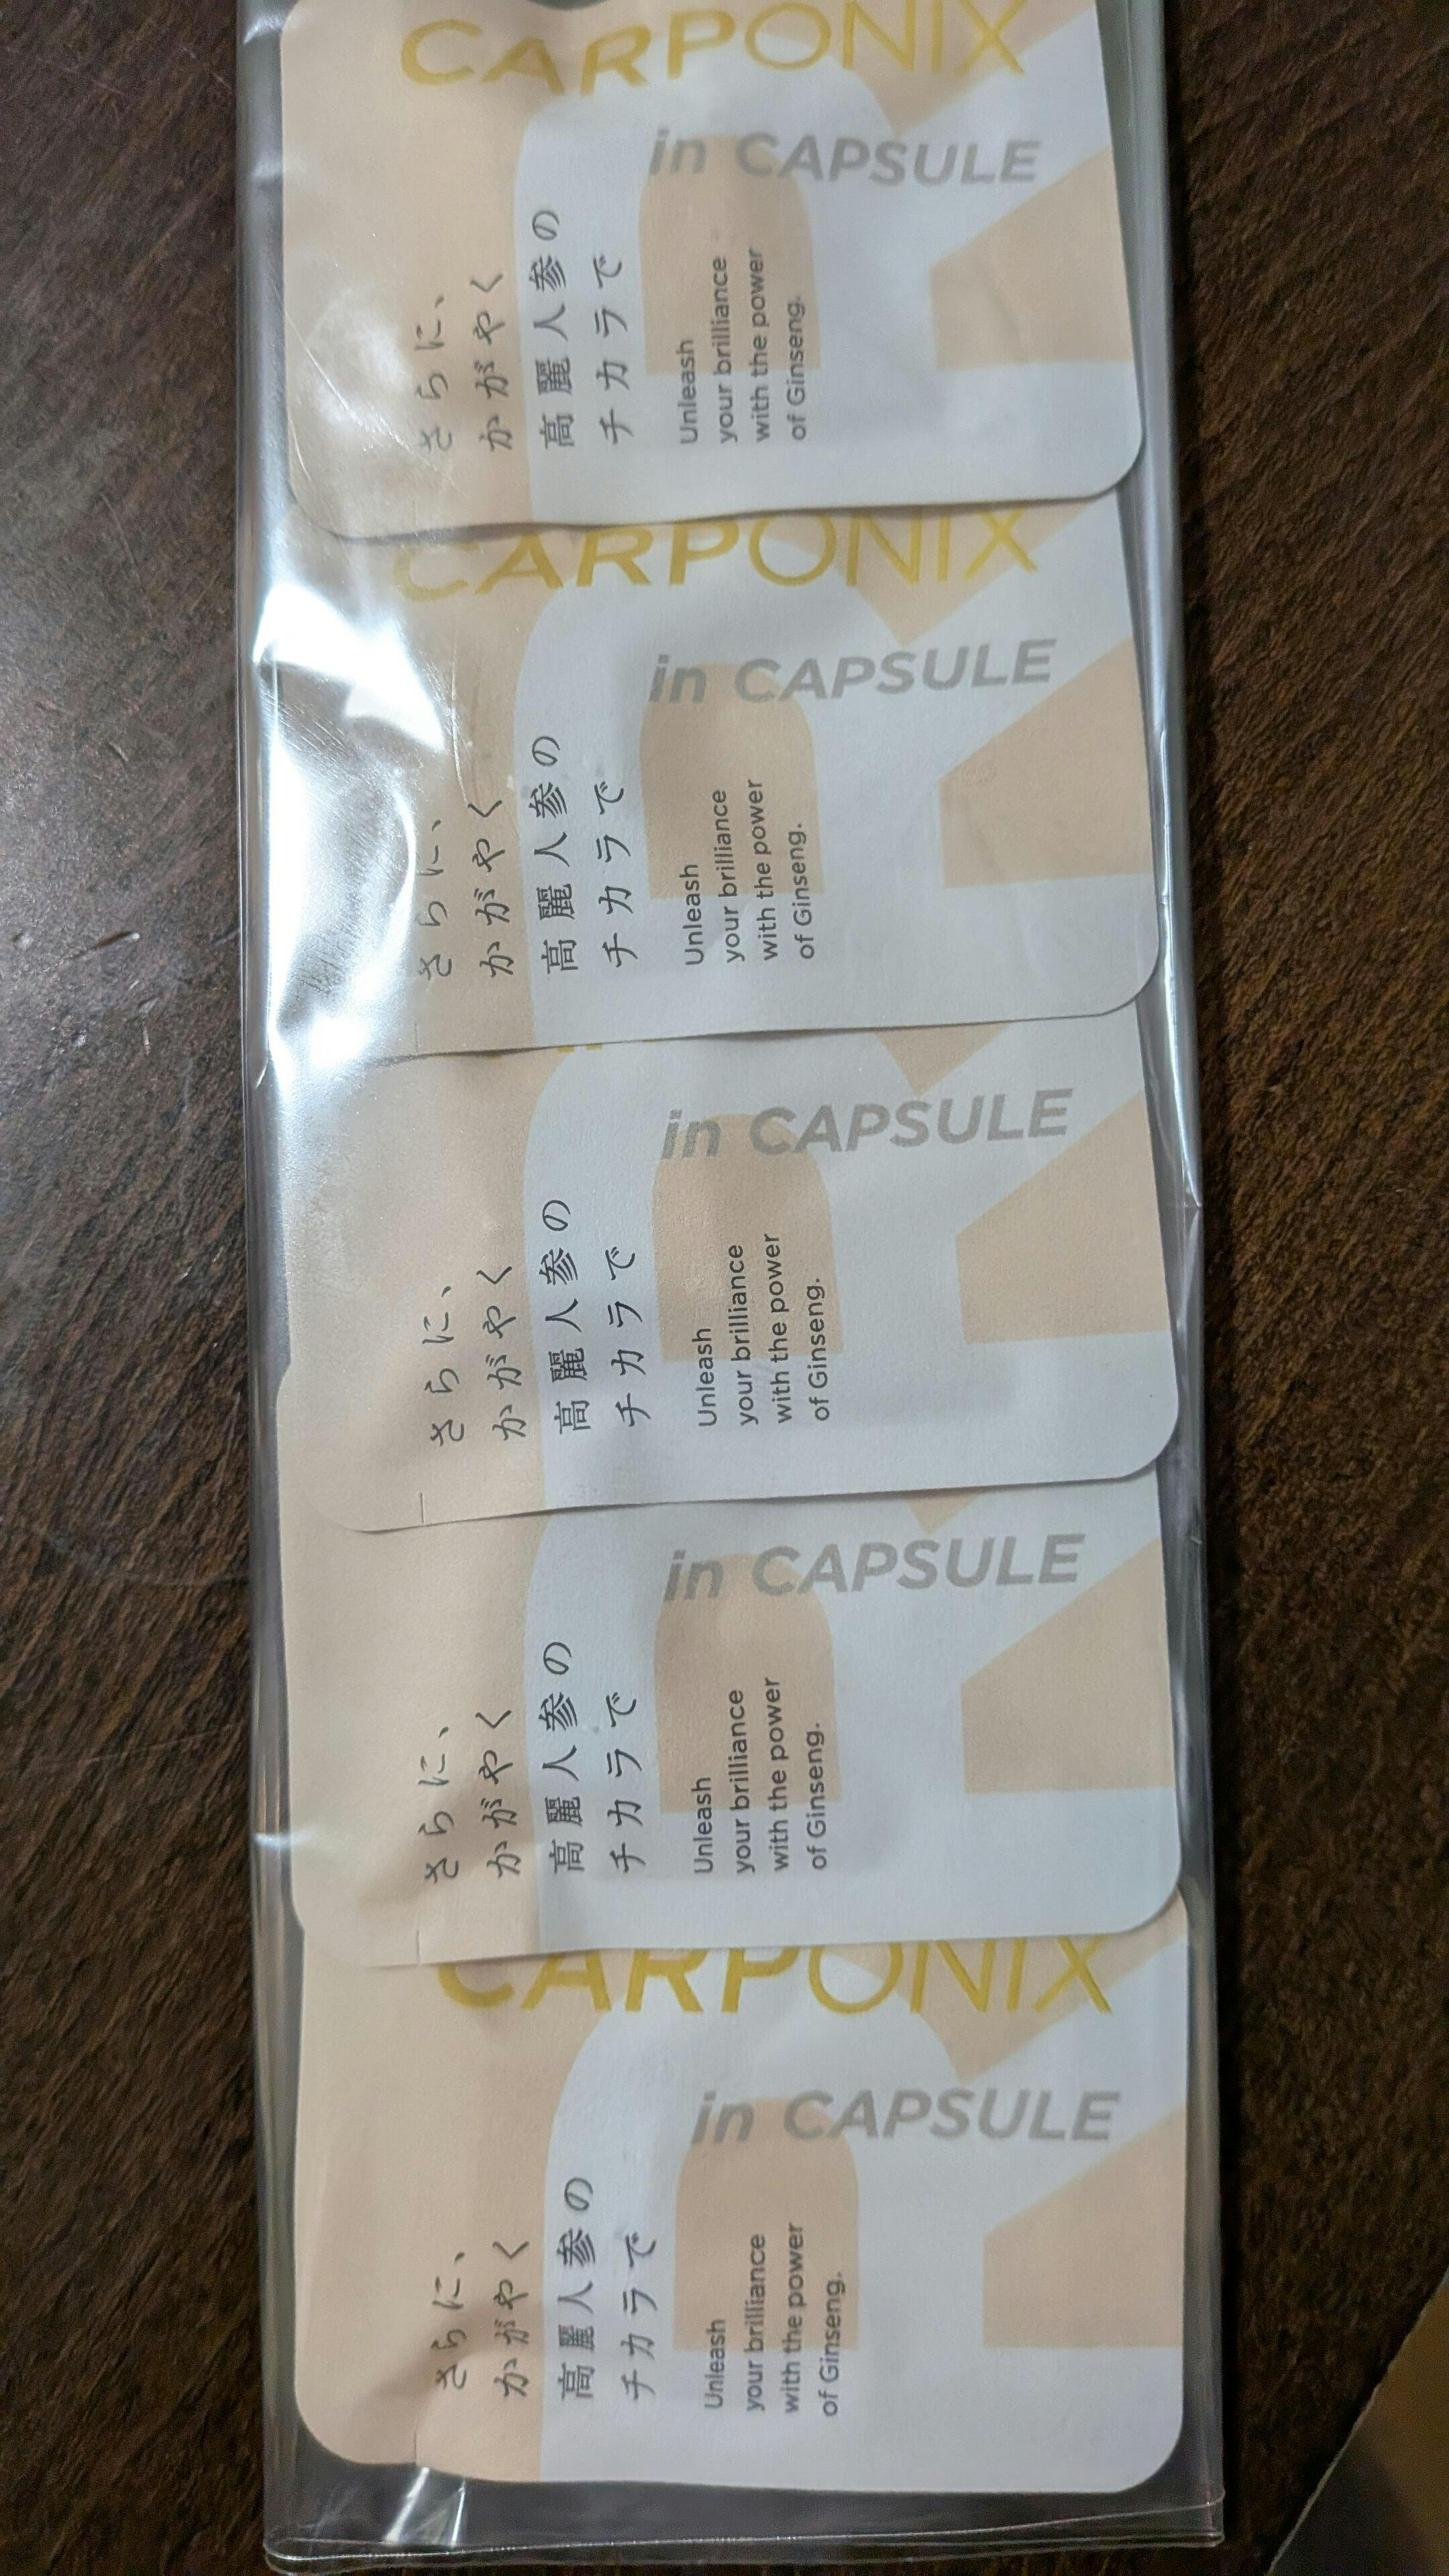 CARPONIX
in CAPSULE
さらに、
かがやく
高麗人参の
チカラで
Unleash
your brilliance
with the power
of Ginseng.
CARPONIX
in CAPSULE
さらに、
かがやく
高麗人参の
チカラで
Unleash
your brilliance
with the power
of Ginseng.
in CAPSULE
さらに、
かがやく
高麗人参の
チカラで
Unleash
your brilliance
with the power
of Ginseng.
in CAPSULE
さらに、
かがやく
高麗人参の
チカラで
Unleash
your brilliance
with the power
of Ginseng.
CARPONIX
in CAPSULE
さらに、
かがやく
高麗人参の
チカラで
Unleash
your brilliance
with the power
of Ginseng.